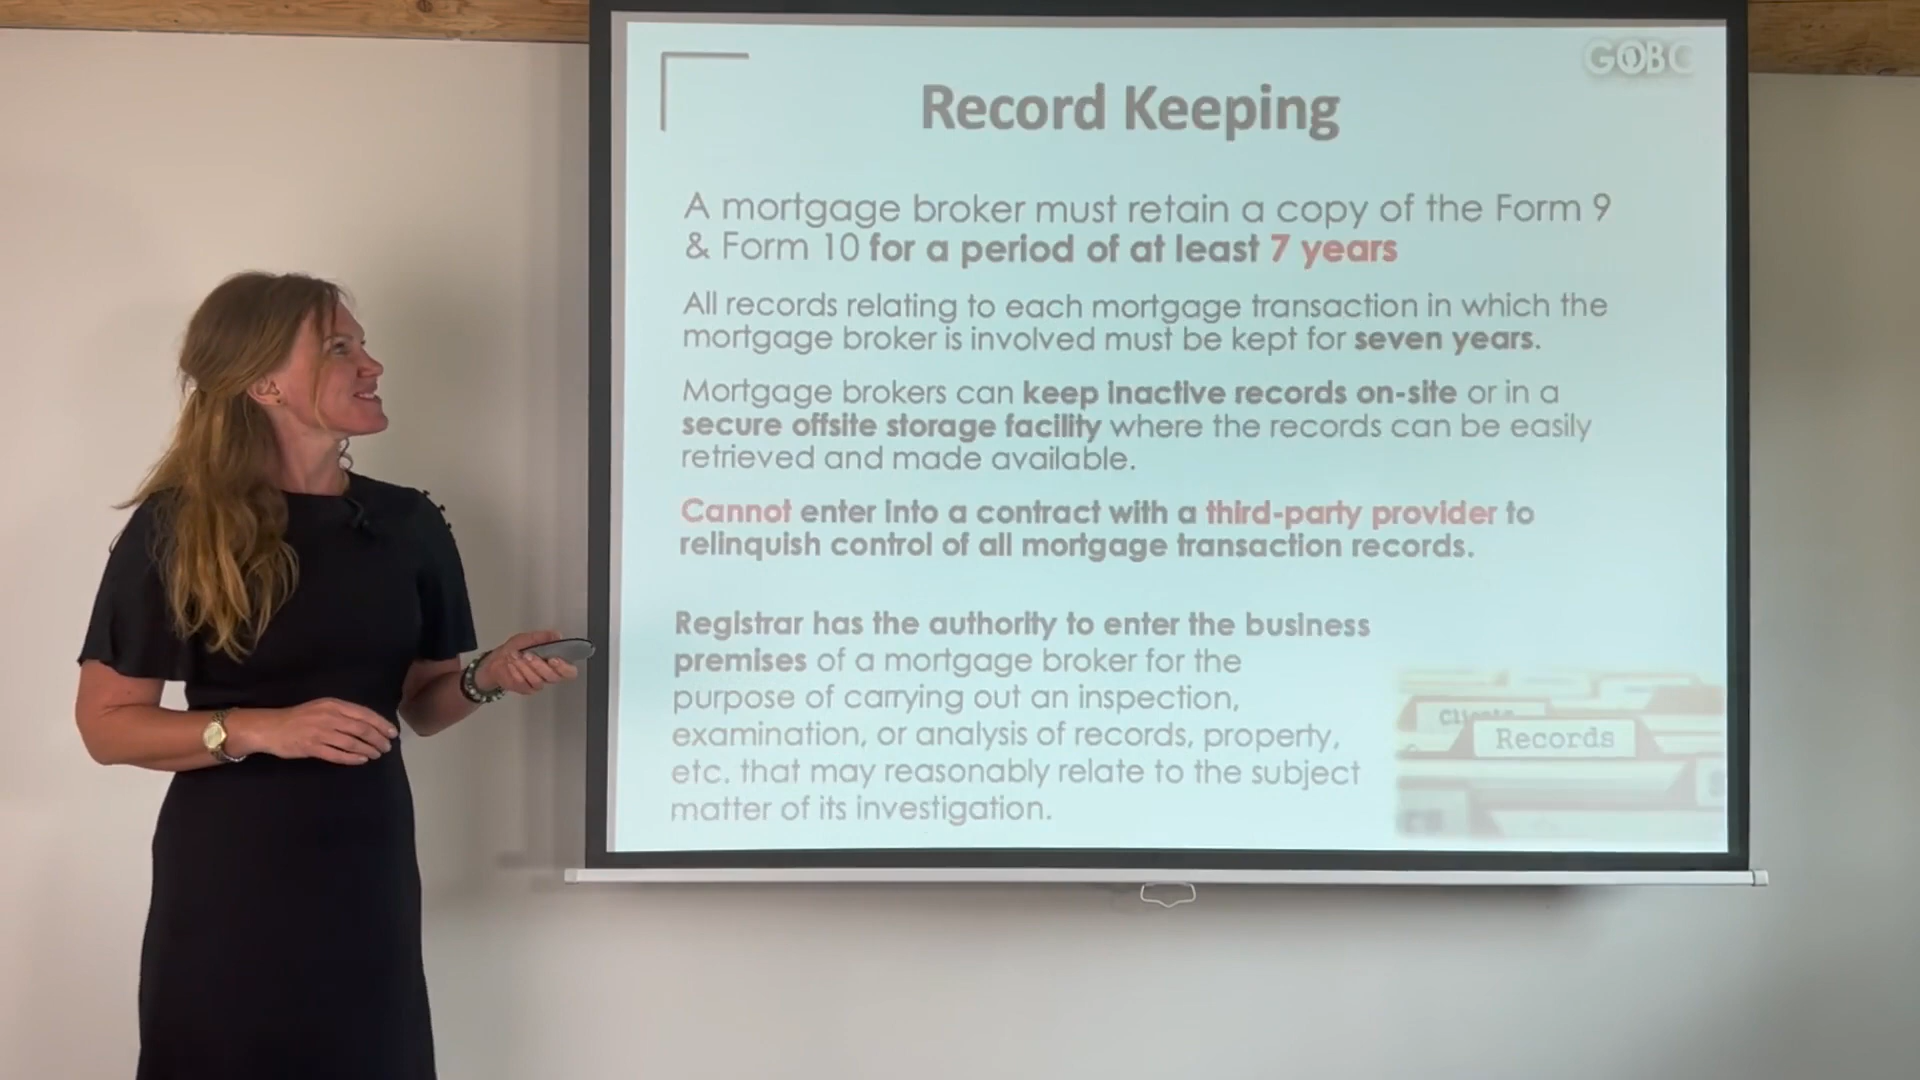 GOBC
Record Keeping
A mortgage broker must retain a copy of the Form 9
& Form 10 for a period of at least 7 years
All records relating to each mortgage transaction in which the
mortgage broker is involved must be kept for seven years.
Mortgage brokers can keep inactive records on-site or in a
secure offsite storage facility where the records can be easily
retrieved and made available.
Cannot enter into a contract with a third-party provider to
relinquish control of all mortgage transaction records.
Registrar has the authority to enter the business
premises of a mortgage broker for the
purpose of carrying out an inspection,
examination, or analysis of records, property,
etc. that may reasonably relate to the subject
matter of its investigation.
Clients
Records